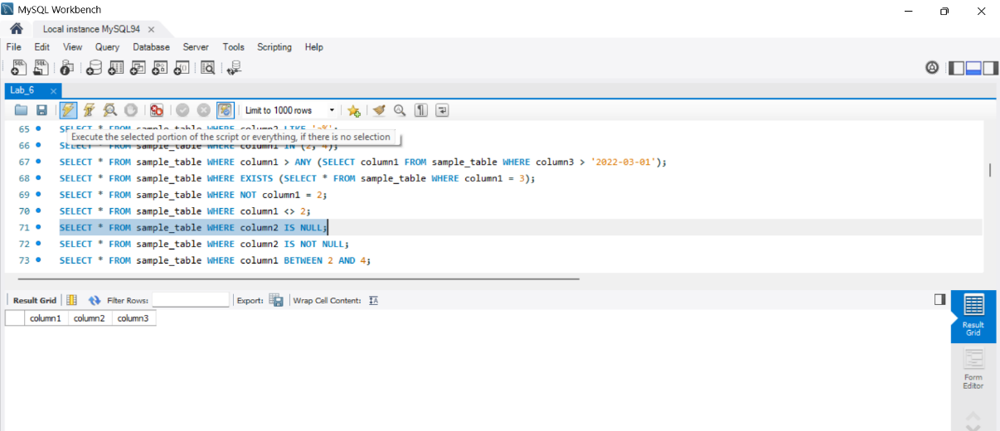 MySQL Workbench
Local instance MySQL94 ×
File Edit View Query Database Server Tools Scripting Help
Lab_6 ×
Limit to 1000 rows
65 SELECT * FROM sample_table WHERE column2 LIKE 'a%';
Execute the selected portion of the script or everything, if there is no selection
66 SELECT * FROM sample_table WHERE column1 IN (2, 4);
67 SELECT * FROM sample_table WHERE column1 > ANY (SELECT column1 FROM sample_table WHERE column3 > '2022-03-01');
68 SELECT * FROM sample_table WHERE EXISTS (SELECT * FROM sample_table WHERE column1 = 3);
69 SELECT * FROM sample_table WHERE NOT column1 = 2;
70 SELECT * FROM sample_table WHERE column1 <> 2;
71 SELECT * FROM sample_table WHERE column2 IS NULL;
72 SELECT * FROM sample_table WHERE column2 IS NOT NULL;
73 SELECT * FROM sample_table WHERE column1 BETWEEN 2 AND 4;
Result Grid Filter Rows: Export: Wrap Cell Content:
column1 column2 column3
Result
Grid
Form
Editor